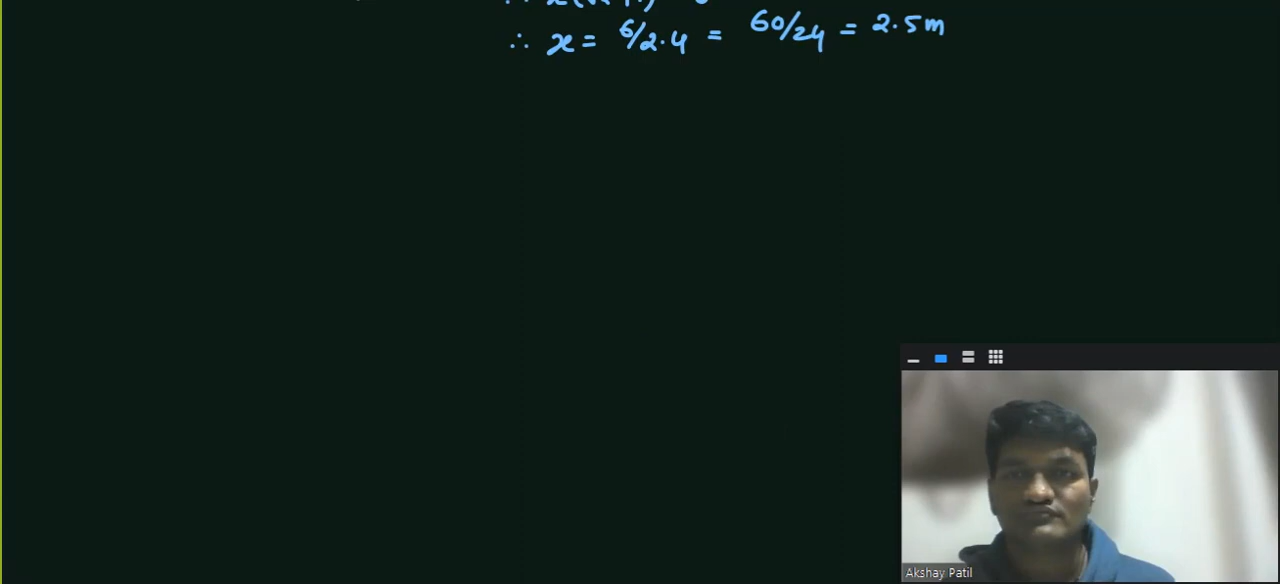 ∴ x = 6/2.4 = 60/24 = 2.5m
Akshay Patil